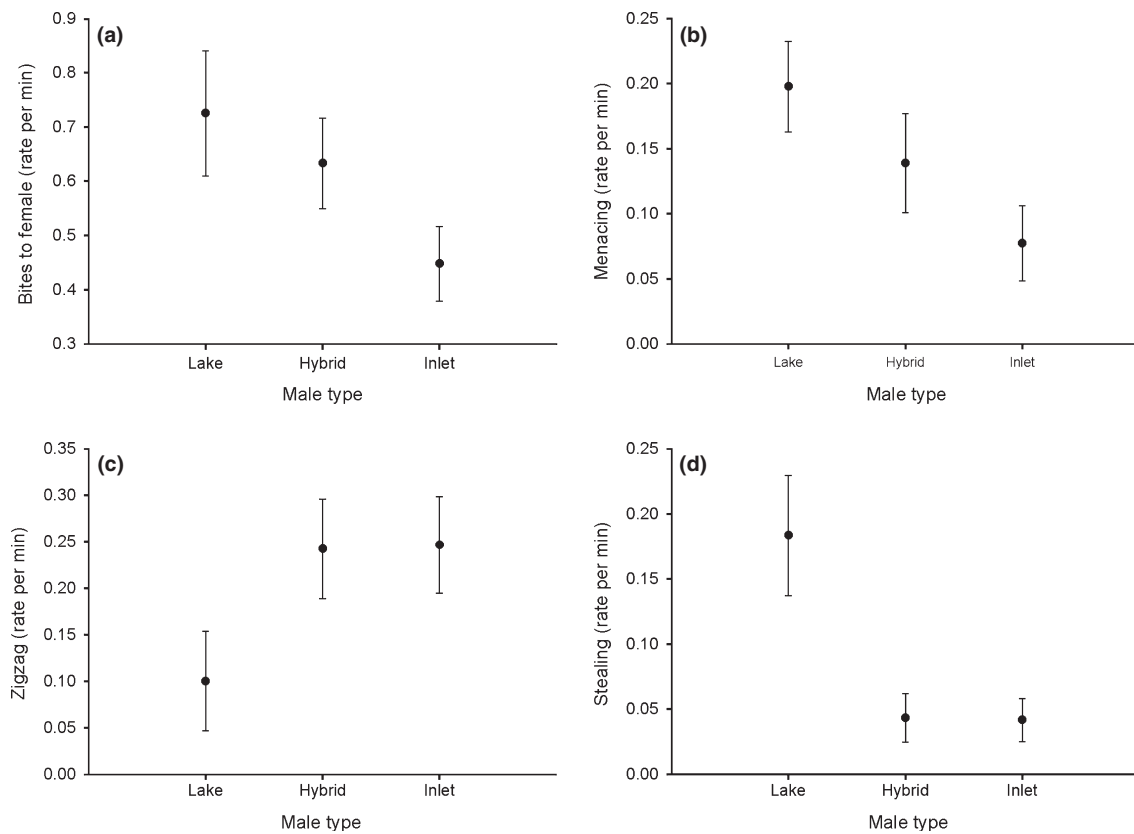 (a)
Bites to female (rate per min)
0.9
0.8
0.7
0.6
0.5
0.4
0.3
Lake Hybrid Inlet
Male type
(b)
Menacing (rate per min)
0.25
0.20
0.15
0.10
0.05
0.00
Lake Hybrid Inlet
Male type
(c)
Zigzag (rate per min)
0.35
0.30
0.25
0.20
0.15
0.10
0.05
0.00
Lake Hybrid Inlet
Male type
(d)
Stealing (rate per min)
0.25
0.20
0.15
0.10
0.05
0.00
Lake Hybrid Inlet
Male type